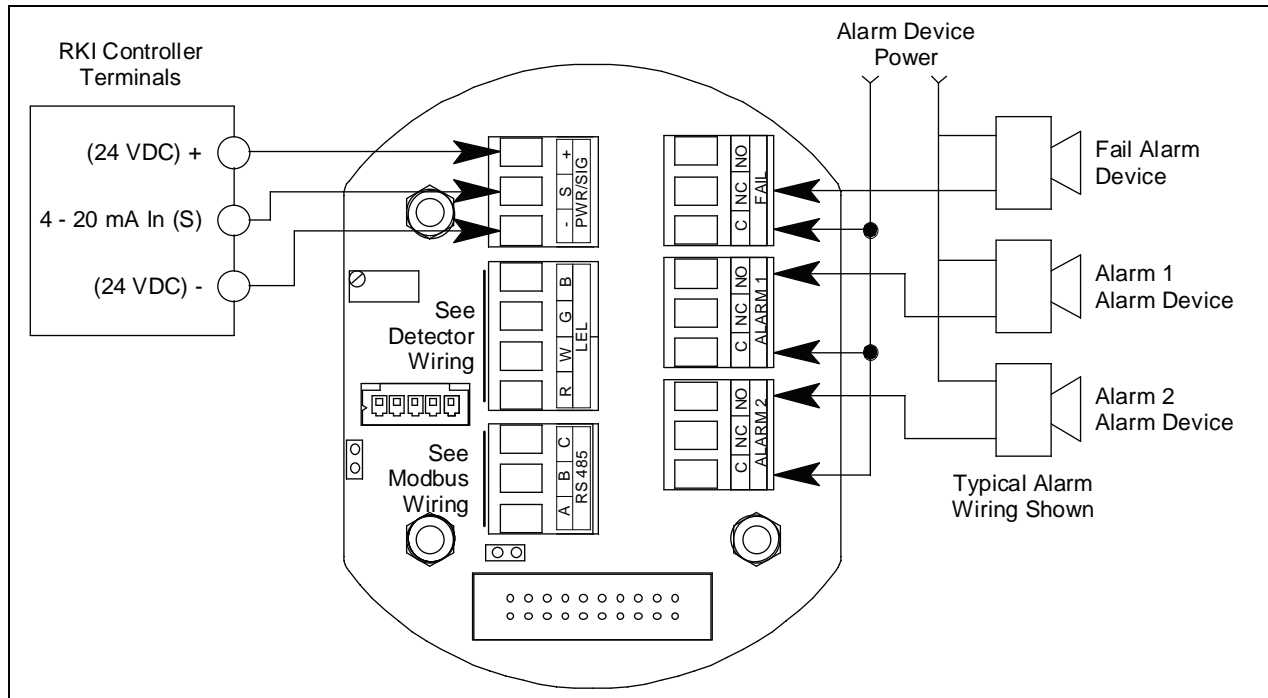 RKI Controller
Terminals
(24 VDC) +
4 - 20 mA In (S)
(24 VDC) -
+
S
-
PWR/SIG
See
Detector
Wiring
B
G
W
R
LEL
See
Modbus
Wiring
C
B
A
RS 485
Alarm Device
Power
NO
NC
C
FAIL
NO
NC
C
ALARM 1
NO
NC
C
ALARM 2
Fail Alarm
Device
Alarm 1
Alarm Device
Alarm 2
Alarm Device
Typical Alarm
Wiring Shown